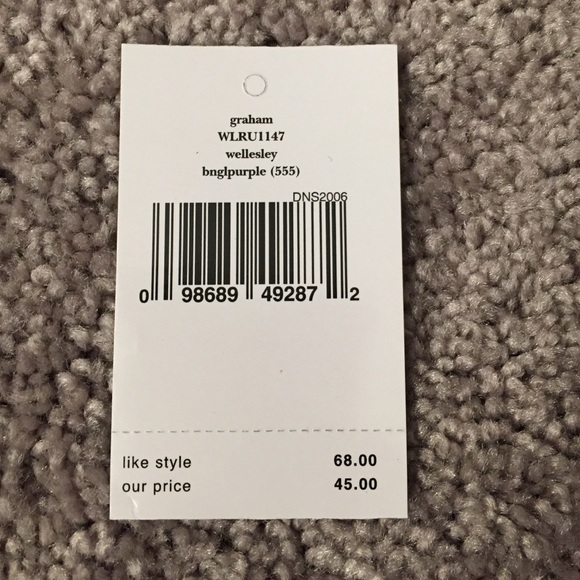 graham
WLRU1147
wellesley
bnglpurple (555)
DNS2006
0 98689 49287 2
like style 68.00
our price 45.00